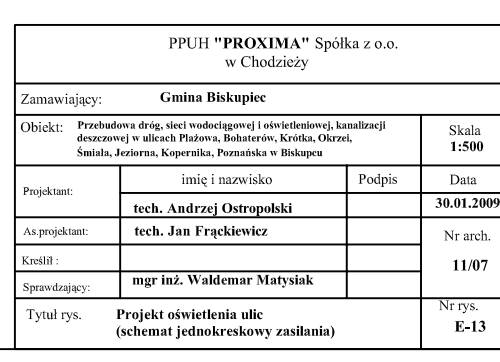 PPUH "PROXIMA" Spółka z o.o.
w Chodzieży
Zamawiający: Gmina Biskupiec
Obiekt: Przebudowa dróg, sieci wodociągowej i oświetleniowej, kanalizacji
deszczowej w ulicach Plażowa, Bohaterów, Krótka, Okrzei,
Śmiała, Jeziorna, Kopernika, Poznańska w Biskupcu
Skala
1:500
Projektant: imię i nazwisko Podpis Data
tech. Andrzej Ostropolski 30.01.2009
As.projektant: tech. Jan Frąckiewicz Nr arch.
Kreślił : 11/07
Sprawdzający: mgr inż. Waldemar Matysiak
Tytuł rys. Projekt oświetlenia ulic
(schemat jednokreskowy zasilania)
Nr rys.
E-13